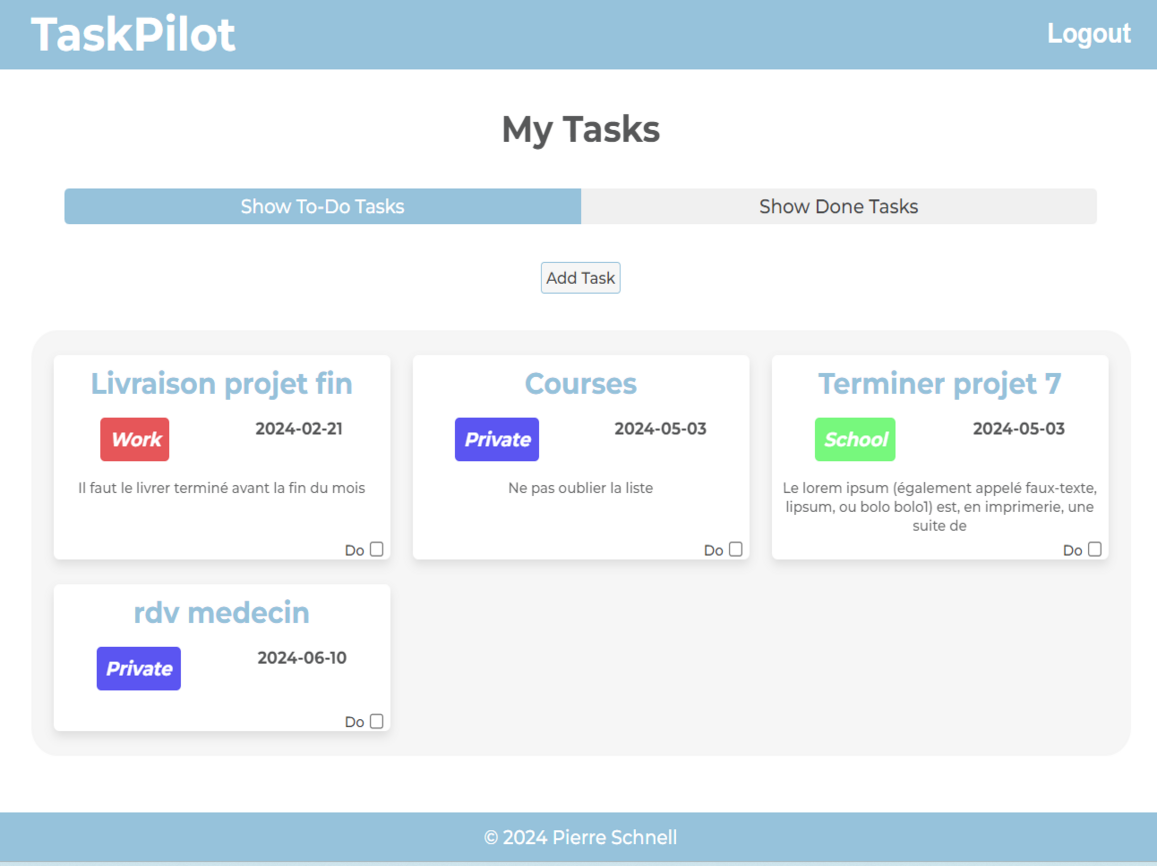 TaskPilot
Logout
My Tasks
Show To-Do Tasks
Show Done Tasks
Add Task
Livraison projet fin
Work
2024-02-21
Il faut le livrer terminé avant la fin du mois
Do
Courses
Private
2024-05-03
Ne pas oublier la liste
Do
Terminer projet 7
School
2024-05-03
Le lorem ipsum (également appelé faux-texte,
lipsum, ou bolo bolo1) est, en imprimerie, une
suite de
Do
rdv medecin
Private
2024-06-10
Do
© 2024 Pierre Schnell